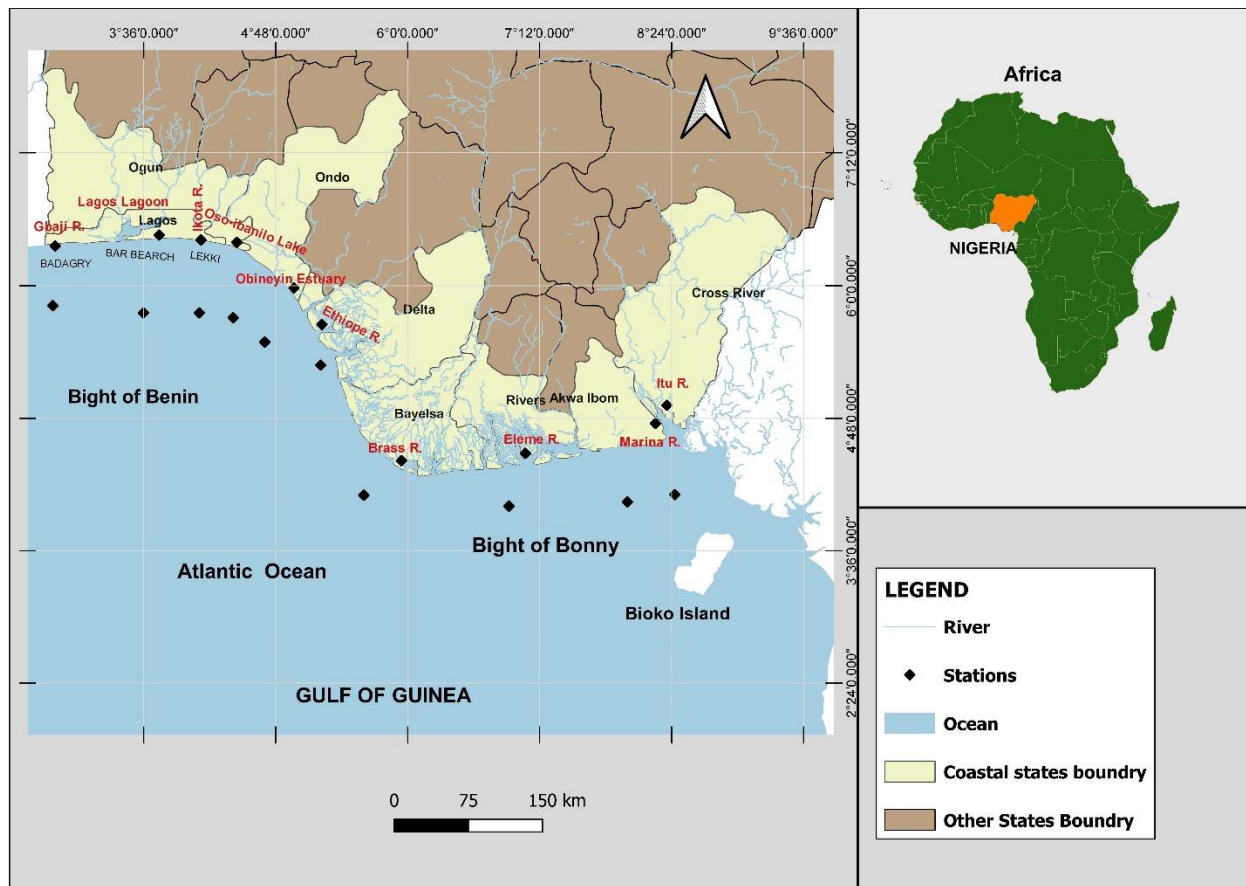 3°36'0.000"
4°48'0.000"
6°0'0.000"
7°12'0.000"
8°24'0.000"
9°36'0.000"
7°12'0.000"
6°0'0.000"
4°48'0.000"
3°36'0.000"
2°24'0.000"
Ogun
Ondo
Lagos Lagoon
Ikota R.
Gbaji R.
Lagos
Oso-ibanilo Lake
BADAGRY
BAR BEARCH
LEKKI
Obineyin Estuary
Ethiope R.
Delta
Cross River
Bight of Benin
Bayelsa
Rivers
Akwa Ibom
Itu R.
Brass R.
Eleme R.
Marina R.
Bight of Bonny
Atlantic Ocean
Bioko Island
GULF OF GUINEA
0 75 150 km
Africa
NIGERIA
LEGEND
River
Stations
Ocean
Coastal states boundry
Other States Boundry